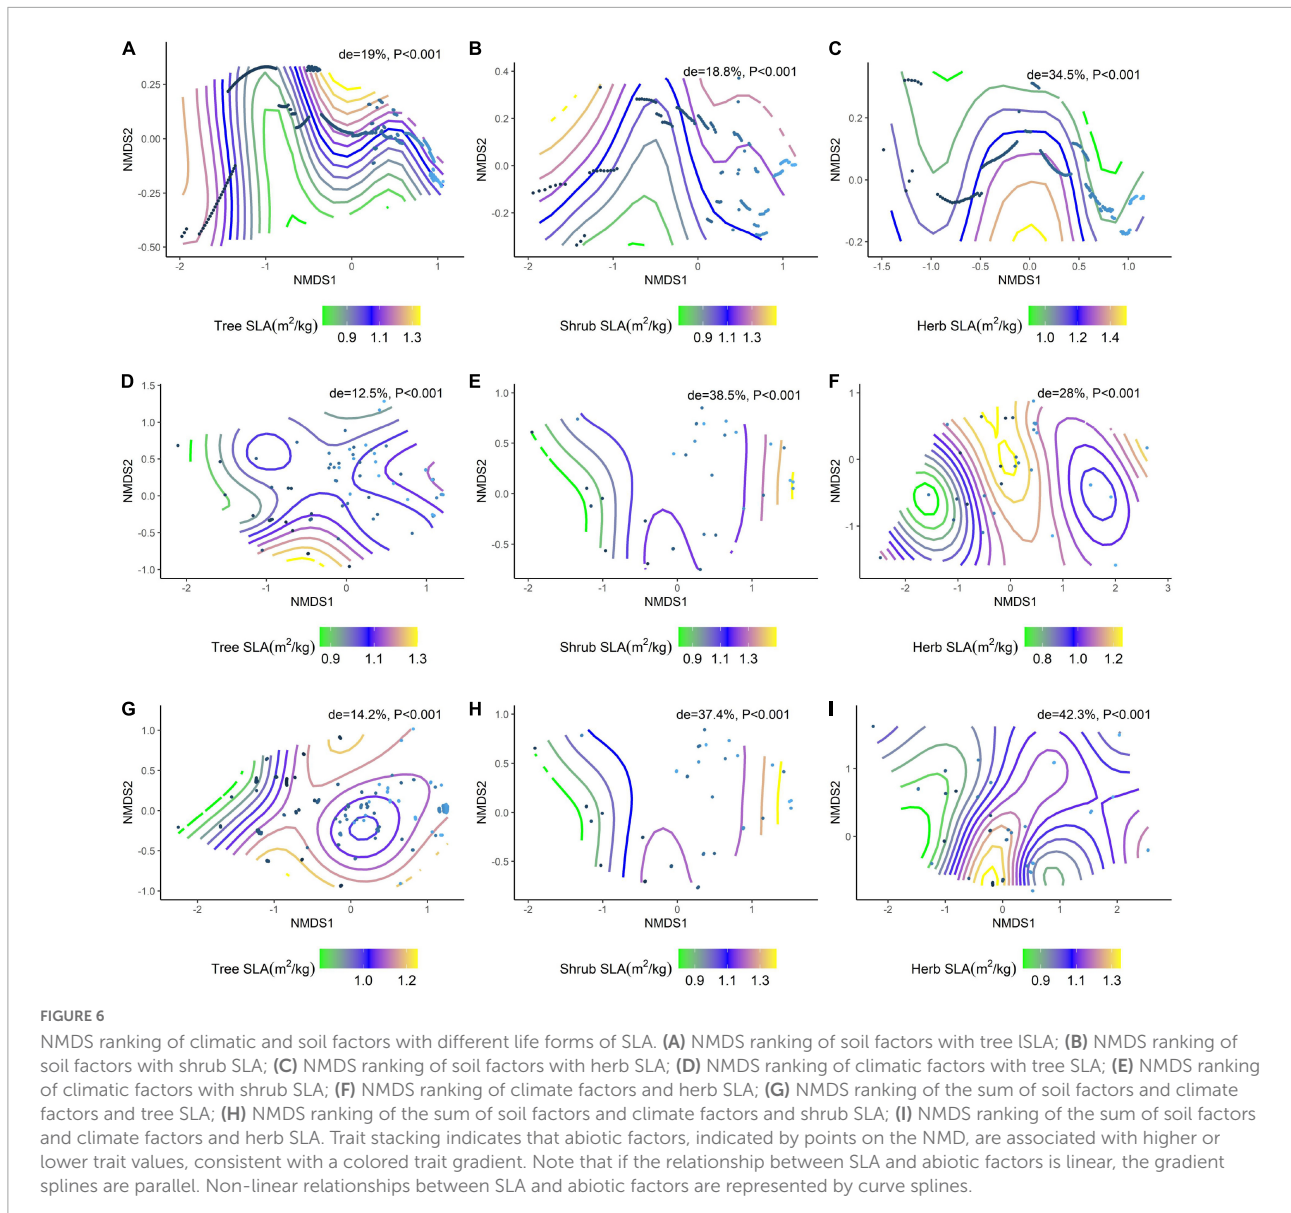 A
de=19%, P<0.001
0.25
0.00
-0.25
-0.50
NMDS2
-2
-1
0
1
NMDS1
Tree SLA(m²/kg)
0.9 1.1 1.3
B
de=18.8%, P<0.001
0.4
0.2
0.0
-0.2
NMDS2
-2
-1
0
1
NMDS1
Shrub SLA(m²/kg)
0.9 1.1 1.3
C
de=34.5%, P<0.001
0.2
0.0
-0.2
NMDS2
-1.5 -1.0 -0.5 0.0 0.5 1.0
NMDS1
Herb SLA(m²/kg)
1.0 1.2 1.4
D
de=12.5%, P<0.001
1.5
1.0
0.5
0.0
-0.5
-1.0
NMDS2
-2 -1 0 1
NMDS1
Tree SLA(m²/kg)
0.9 1.1 1.3
E
de=38.5%, P<0.001
1.0
0.5
0.0
-0.5
NMDS2
-2 -1 0 1
NMDS1
Shrub SLA(m²/kg)
0.9 1.1 1.3
F
de=28%, P<0.001
1
0
-1
NMDS2
-2 -1 0 1 2 3
NMDS1
Herb SLA(m²/kg)
0.8 1.0 1.2
G
de=14.2%, P<0.001
1.0
0.5
0.0
-0.5
-1.0
NMDS2
-2 -1 0 1
NMDS1
Tree SLA(m²/kg)
1.0 1.2
H
de=37.4%, P<0.001
1.0
0.5
0.0
-0.5
NMDS2
-2 -1 0 1
NMDS1
Shrub SLA(m²/kg)
0.9 1.1 1.3
I
de=42.3%, P<0.001
1
0
NMDS2
-2 -1 0 1 2
NMDS1
Herb SLA(m²/kg)
0.9 1.1 1.3
FIGURE 6
NMDS ranking of climatic and soil factors with different life forms of SLA. (A) NMDS ranking of soil factors with tree lSLA; (B) NMDS ranking of
soil factors with shrub SLA; (C) NMDS ranking of soil factors with herb SLA; (D) NMDS ranking of climatic factors with tree SLA; (E) NMDS ranking
of climatic factors with shrub SLA; (F) NMDS ranking of climate factors and herb SLA; (G) NMDS ranking of the sum of soil factors and climate
factors and tree SLA; (H) NMDS ranking of the sum of soil factors and climate factors and shrub SLA; (I) NMDS ranking of the sum of soil factors
and climate factors and herb SLA. Trait stacking indicates that abiotic factors, indicated by points on the NMD, are associated with higher or
lower trait values, consistent with a colored trait gradient. Note that if the relationship between SLA and abiotic factors is linear, the gradient
splines are parallel. Non-linear relationships between SLA and abiotic factors are represented by curve splines.